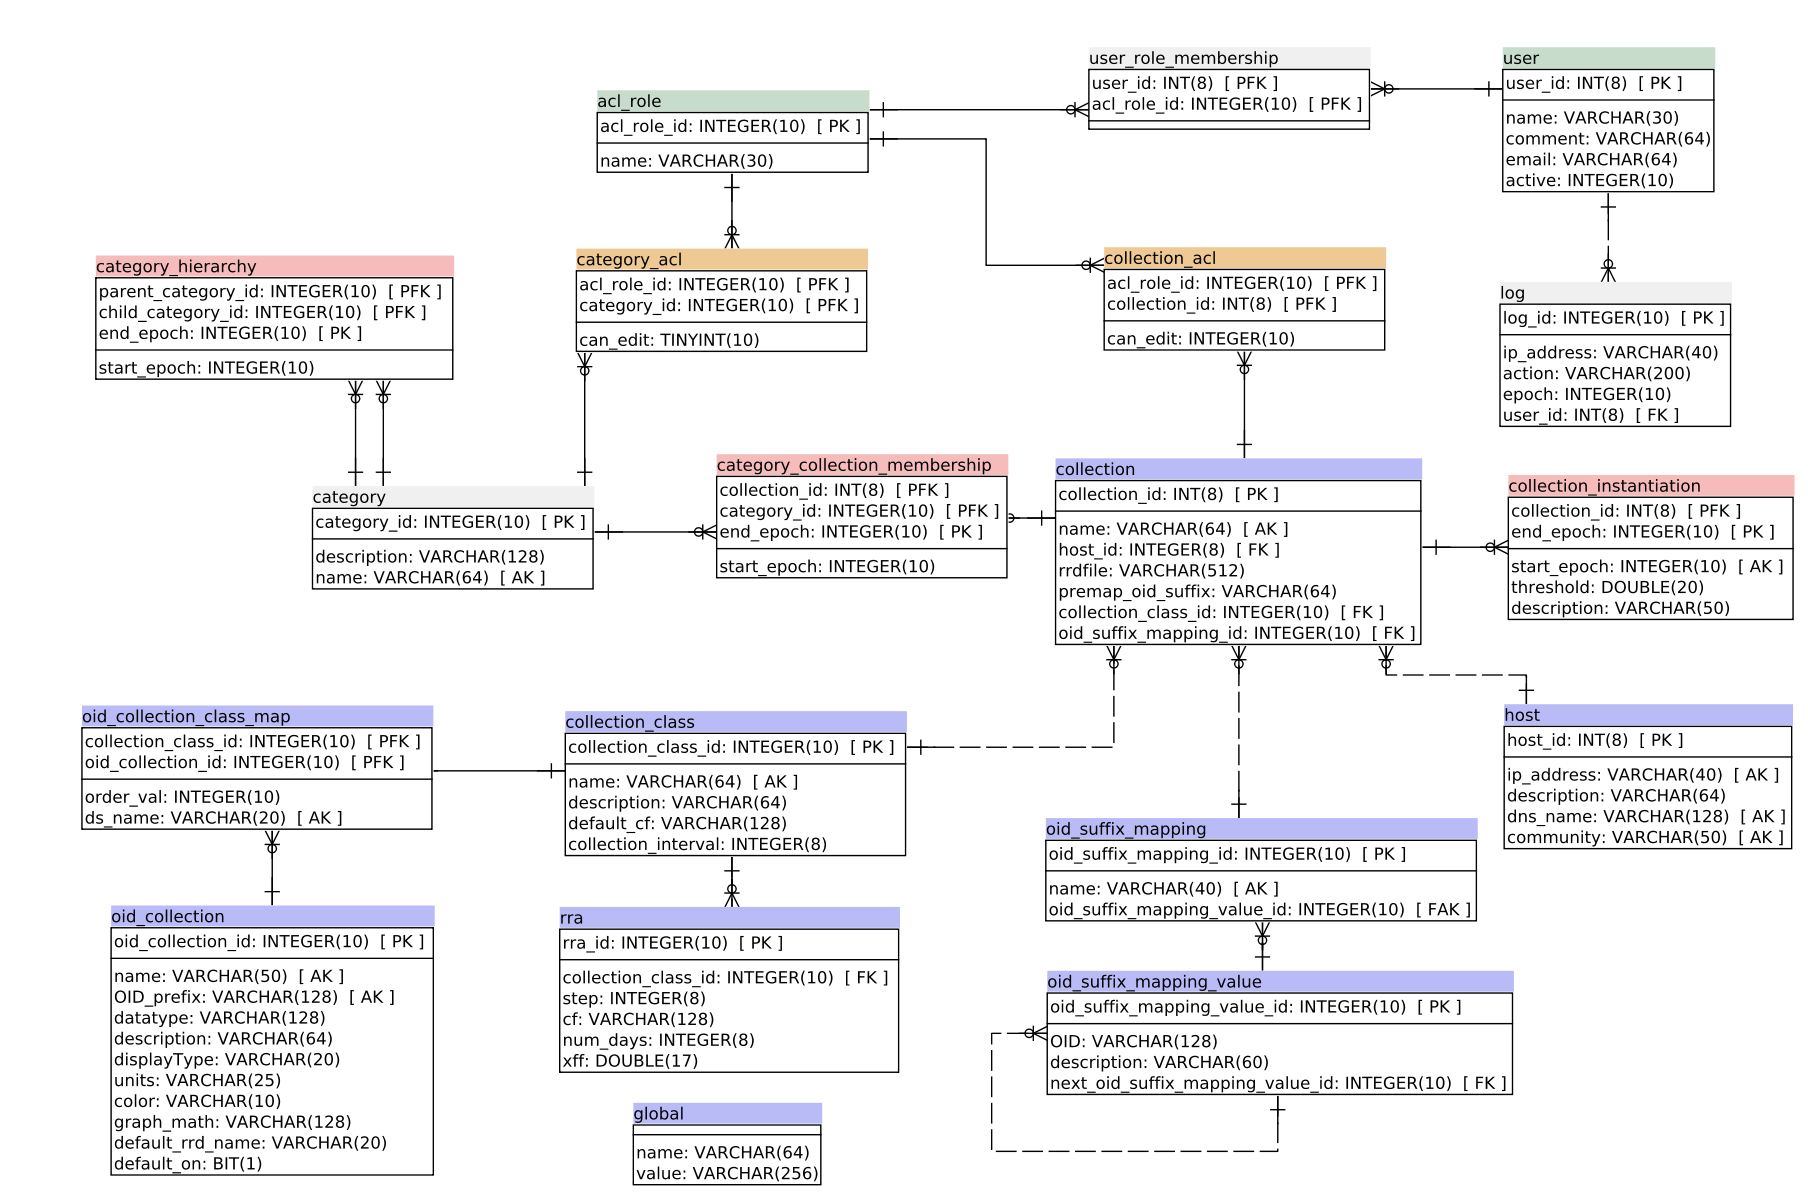 user_role_membership
user_id: INT(8) [ PFK ]
acl_role_id: INTEGER(10) [ PFK ]
user
user_id: INT(8) [ PK ]
name: VARCHAR(30)
comment: VARCHAR(64)
email: VARCHAR(64)
active: INTEGER(10)
acl_role
acl_role_id: INTEGER(10) [ PK ]
name: VARCHAR(30)
category_hierarchy
parent_category_id: INTEGER(10) [ PFK ]
child_category_id: INTEGER(10) [ PFK ]
end_epoch: INTEGER(10) [ PK ]
start_epoch: INTEGER(10)
category_acl
acl_role_id: INTEGER(10) [ PFK ]
category_id: INTEGER(10) [ PFK ]
can_edit: TINYINT(10)
collection_acl
acl_role_id: INTEGER(10) [ PFK ]
collection_id: INT(8) [ PFK ]
can_edit: INTEGER(10)
log
log_id: INTEGER(10) [ PK ]
ip_address: VARCHAR(40)
action: VARCHAR(200)
epoch: INTEGER(10)
user_id: INT(8) [ FK ]
category
category_id: INTEGER(10) [ PK ]
description: VARCHAR(128)
name: VARCHAR(64) [ AK ]
category_collection_membership
collection_id: INT(8) [ PFK ]
category_id: INTEGER(10) [ PFK ]
end_epoch: INTEGER(10) [ PK ]
start_epoch: INTEGER(10)
collection
collection_id: INT(8) [ PK ]
name: VARCHAR(64) [ AK ]
host_id: INTEGER(8) [ FK ]
rrdfile: VARCHAR(512)
premap_oid_suffix: VARCHAR(64)
collection_class_id: INTEGER(10) [ FK ]
oid_suffix_mapping_id: INTEGER(10) [ FK ]
collection_instantiation
collection_id: INT(8) [ PFK ]
end_epoch: INTEGER(10) [ PK ]
start_epoch: INTEGER(10) [ AK ]
threshold: DOUBLE(20)
description: VARCHAR(50)
oid_collection_class_map
collection_class_id: INTEGER(10) [ PFK ]
oid_collection_id: INTEGER(10) [ PFK ]
order_val: INTEGER(10)
ds_name: VARCHAR(20) [ AK ]
collection_class
collection_class_id: INTEGER(10) [ PK ]
name: VARCHAR(64) [ AK ]
description: VARCHAR(64)
default_cf: VARCHAR(128)
collection_interval: INTEGER(8)
host
host_id: INT(8) [ PK ]
ip_address: VARCHAR(40) [ AK ]
description: VARCHAR(64)
dns_name: VARCHAR(128) [ AK ]
community: VARCHAR(50) [ AK ]
oid_suffix_mapping
oid_suffix_mapping_id: INTEGER(10) [ PK ]
name: VARCHAR(40) [ AK ]
oid_suffix_mapping_value_id: INTEGER(10) [ FAK ]
oid_collection
oid_collection_id: INTEGER(10) [ PK ]
name: VARCHAR(50) [ AK ]
OID_prefix: VARCHAR(128) [ AK ]
datatype: VARCHAR(128)
description: VARCHAR(64)
displayType: VARCHAR(20)
units: VARCHAR(25)
color: VARCHAR(10)
graph_math: VARCHAR(128)
default_rrd_name: VARCHAR(20)
default_on: BIT(1)
rra
rra_id: INTEGER(10) [ PK ]
collection_class_id: INTEGER(10) [ FK ]
step: INTEGER(8)
cf: VARCHAR(128)
num_days: INTEGER(8)
xff: DOUBLE(17)
oid_suffix_mapping_value
oid_suffix_mapping_value_id: INTEGER(10) [ PK ]
OID: VARCHAR(128)
description: VARCHAR(60)
next_oid_suffix_mapping_value_id: INTEGER(10) [ FK ]
global
name: VARCHAR(64)
value: VARCHAR(256)